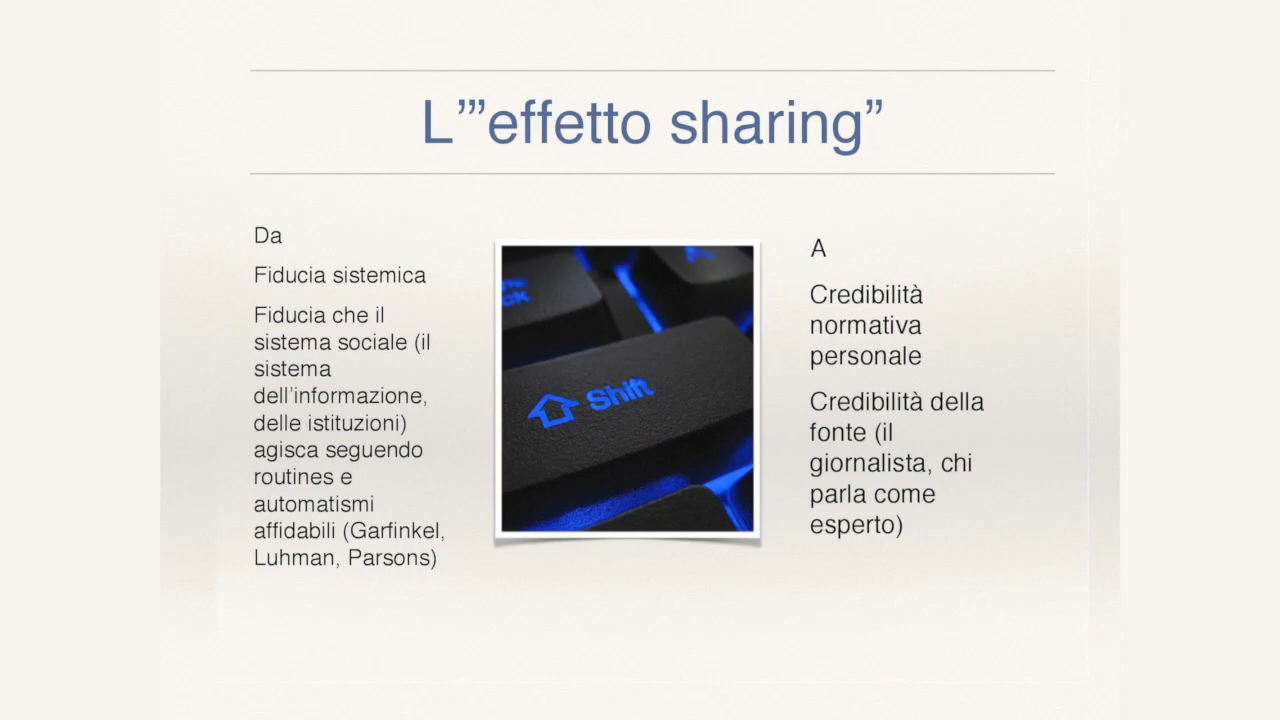 L’”effetto sharing”
Da
Fiducia sistemica
Fiducia che il
sistema sociale (il
sistema
dell’informazione,
delle istituzioni)
agisca seguendo
routines e
automatismi
affidabili (Garfinkel,
Luhman, Parsons)
Shift
A
Credibilità
normativa
personale
Credibilità della
fonte (il
giornalista, chi
parla come
esperto)